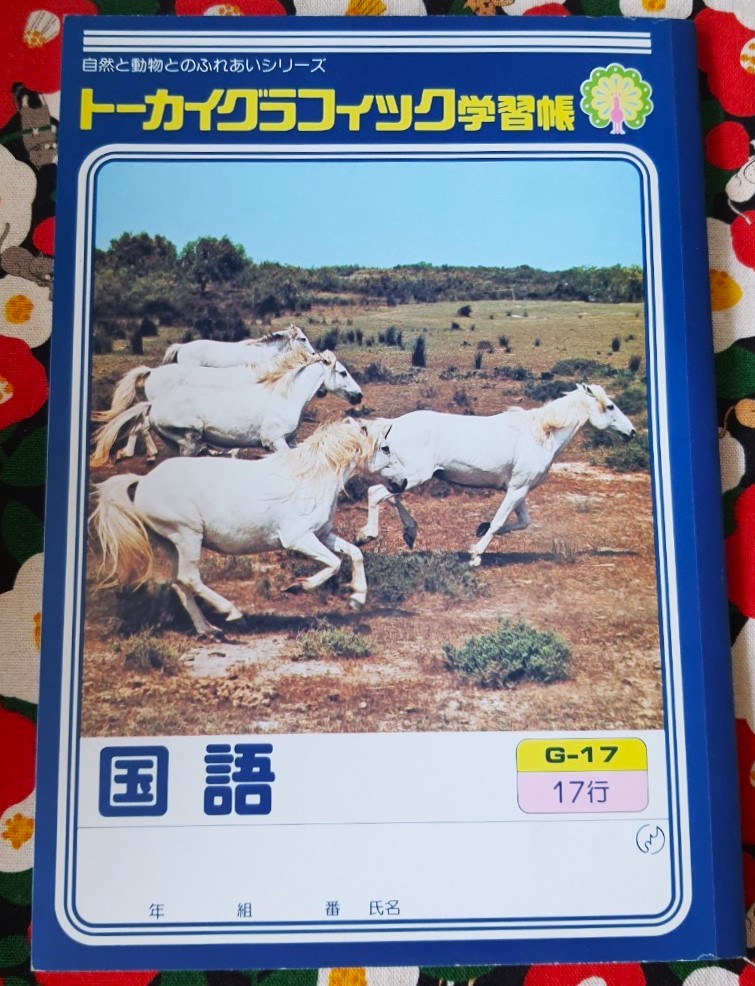 自然と動物とのふれあいシリーズ
トーカイグラフィック学習帳
国語
G-17
17行
年 組 番 氏名